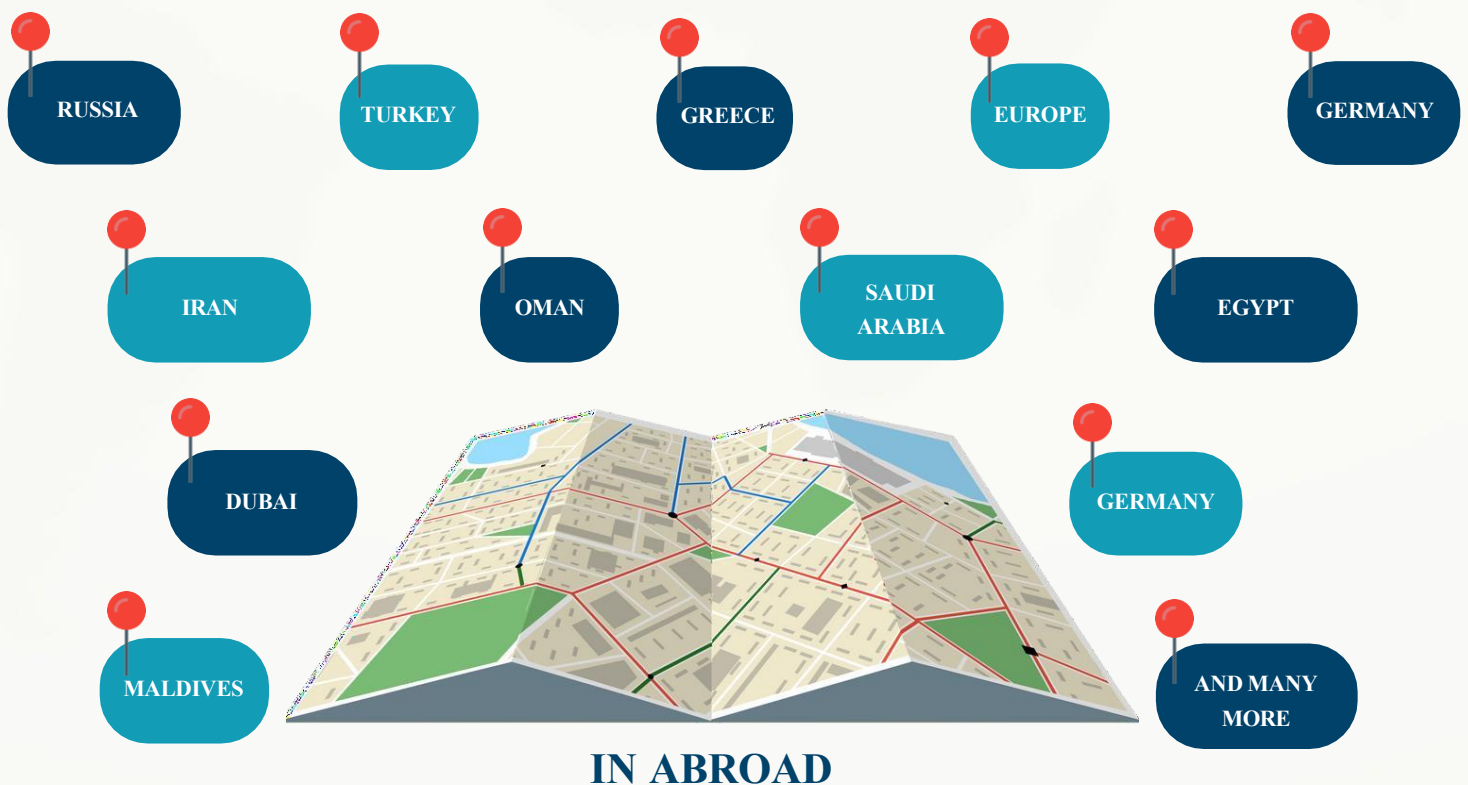 RUSSIA
TURKEY
GREECE
EUROPE
GERMANY
IRAN
OMAN
SAUDI
ARABIA
EGYPT
DUBAI
GERMANY
MALDIVES
AND MANY
MORE
IN ABROAD